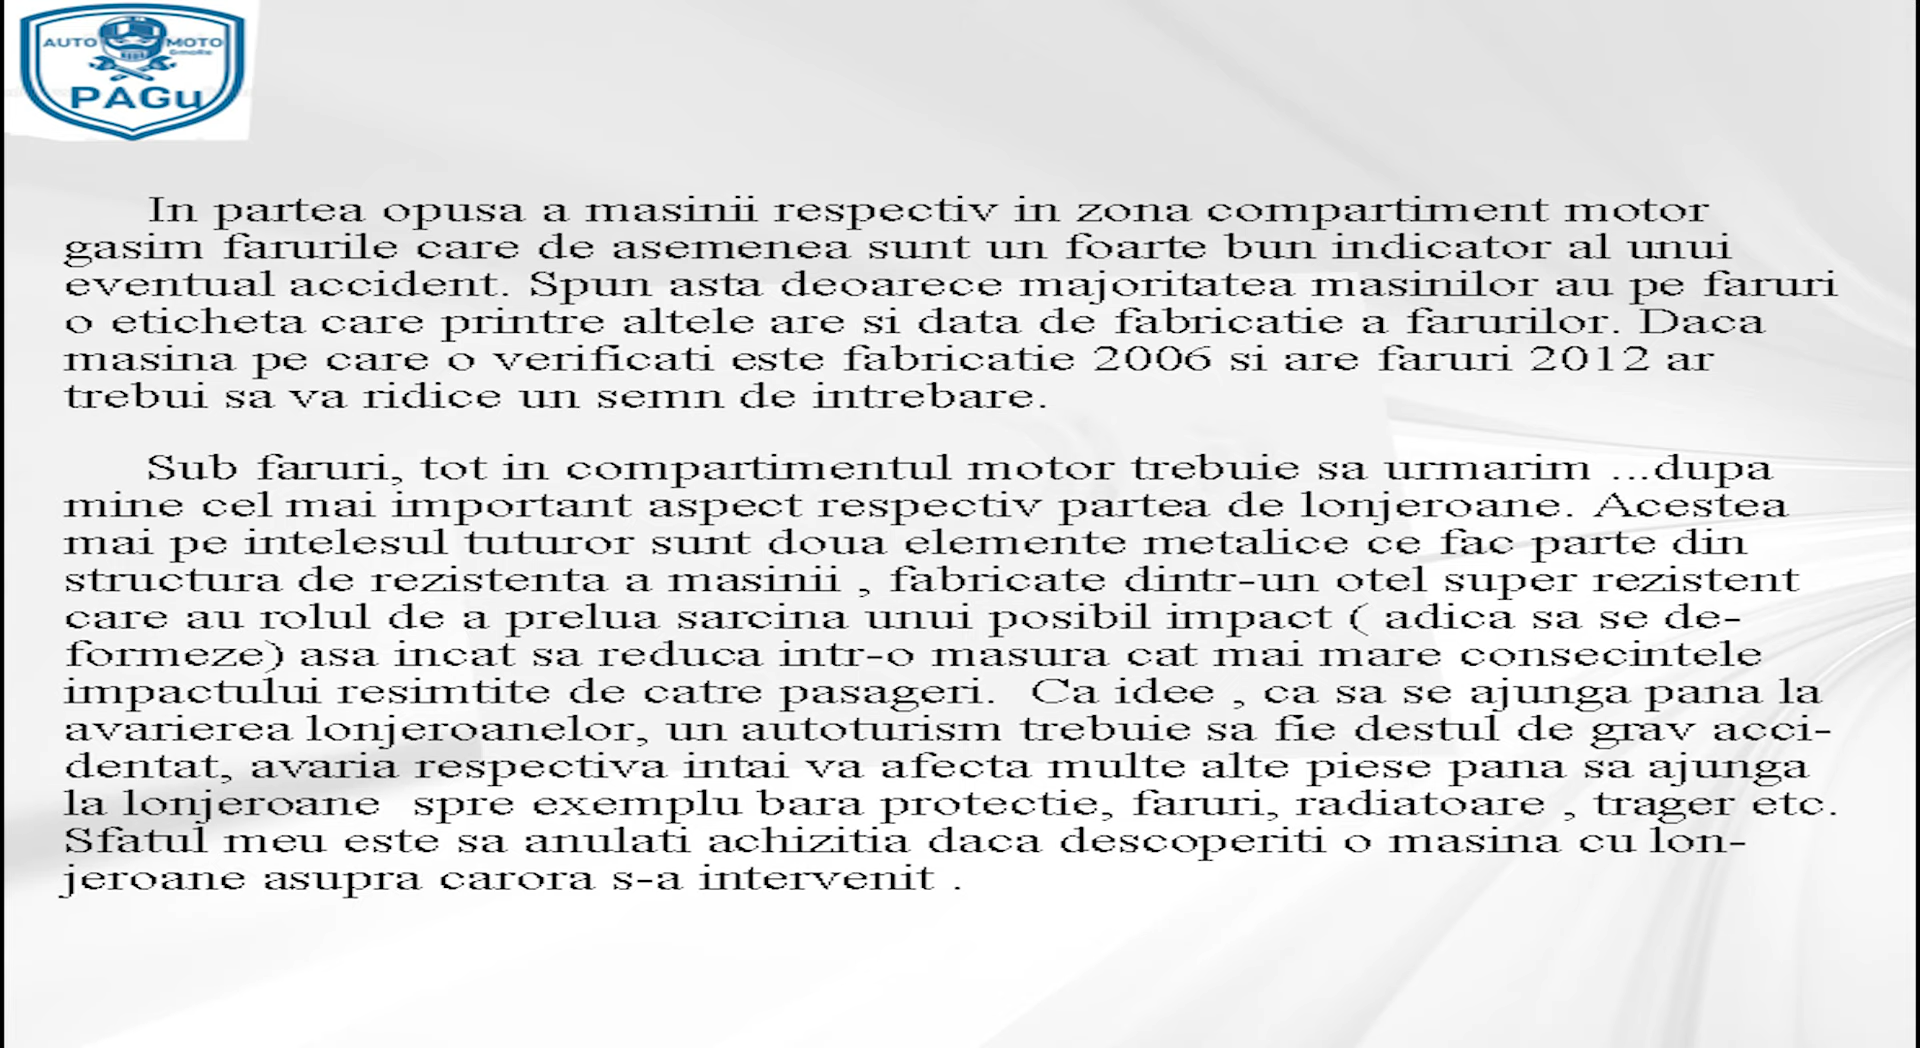 AUTO MOTO
PAGu
In partea opusa a masinii respectiv in zona compartiment motor
gasim farurile care de asemenea sunt un foarte bun indicator al unui
eventual accident. Spun asta deoarece majoritatea masinilor au pe faruri
o eticheta care printre altele are si data de fabricatie a farurilor. Daca
masina pe care o verificati este fabricatie 2006 si are faruri 2012 ar
trebui sa va ridice un semn de intrebare.
Sub faruri, tot in compartimentul motor trebuie sa urmarim ...dupa
mine cel mai important aspect respectiv partea de lonjeroane. Acestea
mai pe intelesul tuturor sunt doua elemente metalice ce fac parte din
structura de rezistenta a masinii , fabricate dintr-un otel super rezistent
care au rolul de a prelua sarcina unui posibil impact ( adica sa se de-
formeze) asa incat sa reduca intr-o masura cat mai mare consecintele
impactului resimtite de catre pasageri.  Ca idee , ca sa se ajunga pana la
avarierea lonjeroanelor, un autoturism trebuie sa fie destul de grav acci-
dentat, avaria respectiva intai va afecta multe alte piese pana sa ajunga
la lonjeroane  spre exemplu bara protectie, faruri, radiatoare , trager etc.
Sfatul meu este sa anulati achizitia daca descoperiti o masina cu lon-
jeroane asupra carora s-a intervenit .